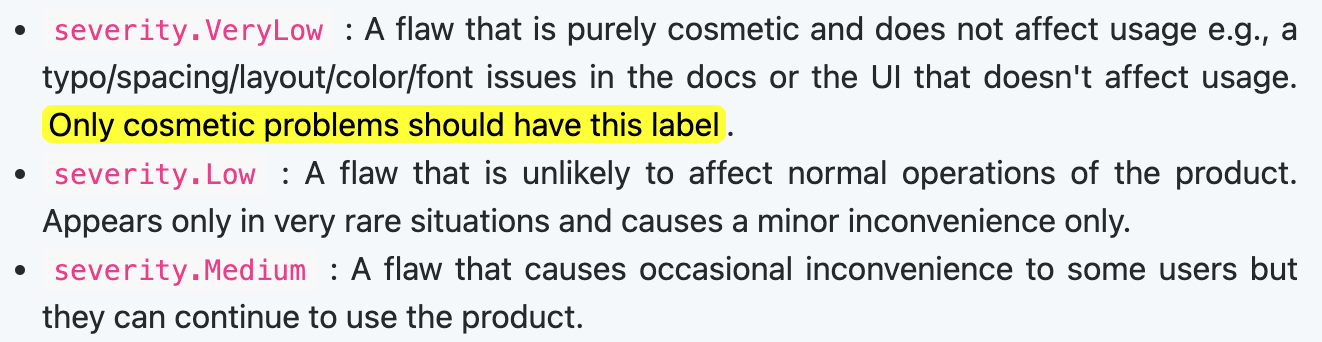 • severity.VeryLow : A flaw that is purely cosmetic and does not affect usage e.g., a
typo/spacing/layout/color/font issues in the docs or the UI that doesn't affect usage.
Only cosmetic problems should have this label.
• severity.Low : A flaw that is unlikely to affect normal operations of the product.
Appears only in very rare situations and causes a minor inconvenience only.
• severity.Medium : A flaw that causes occasional inconvenience to some users but
they can continue to use the product.